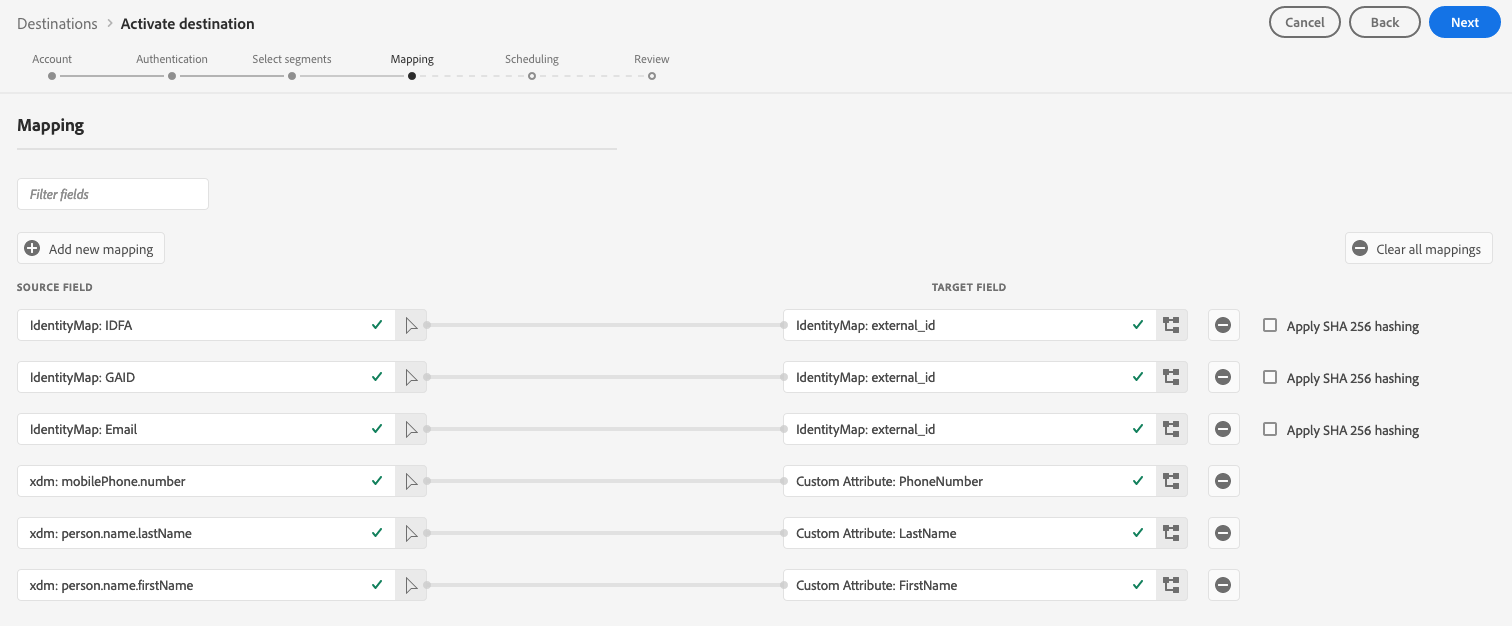 Destinations > Activate destination
Cancel Back Next
Account Authentication Select segments Mapping Scheduling Review
Mapping
Filter fields
Add new mapping Clear all mappings
SOURCE FIELD TARGET FIELD
IdentityMap: IDFA IdentityMap: external_id Apply SHA 256 hashing
IdentityMap: GAID IdentityMap: external_id Apply SHA 256 hashing
IdentityMap: Email IdentityMap: external_id Apply SHA 256 hashing
xdm: mobilePhone.number Custom Attribute: PhoneNumber
xdm: person.name.lastName Custom Attribute: LastName
xdm: person.name.firstName Custom Attribute: FirstName